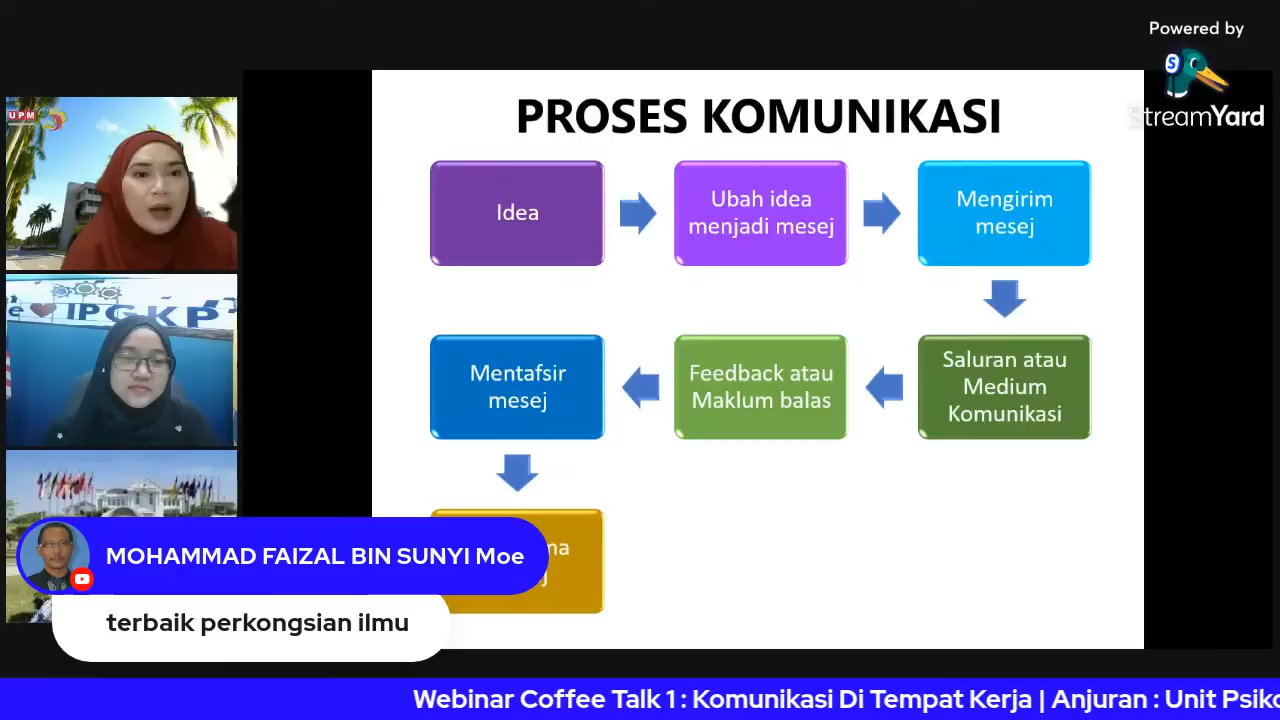 Powered by
StreamYard
UPM
IPGKP
PROSES KOMUNIKASI
Idea
Ubah idea
menjadi mesej
Mengirim
mesej
Saluran atau
Medium
Komunikasi
Feedback atau
Maklum balas
Mentafsir
mesej
MOHAMMAD FAIZAL BIN SUNYI Moe
terbaik perkongsian ilmu
Webinar Coffee Talk 1 : Komunikasi Di Tempat Kerja | Anjuran : Unit